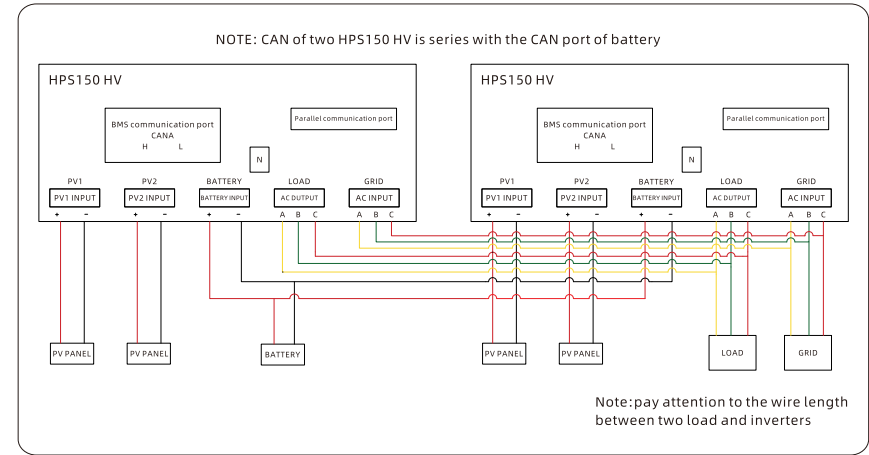 NOTE: CAN of two HPS150 HV is series with the CAN port of battery
HPS150 HV
BMS communication port
CANA
H L
Parallel communication port
N
PV1 PV2 BATTERY LOAD GRID
PV1 INPUT PV2 INPUT BATTERY INPUT AC DUTPUT AC INPUT
+ − + − + − A B C A B C
HPS150 HV
BMS communication port
CANA
H L
Parallel communication port
N
PV1 PV2 BATTERY LOAD GRID
PV1 INPUT PV2 INPUT BATTERY INPUT AC DUTPUT AC INPUT
+ − + − + − A B C A B C
PV PANEL PV PANEL BATTERY PV PANEL PV PANEL LOAD GRID
Note:pay attention to the wire length
between two load and inverters